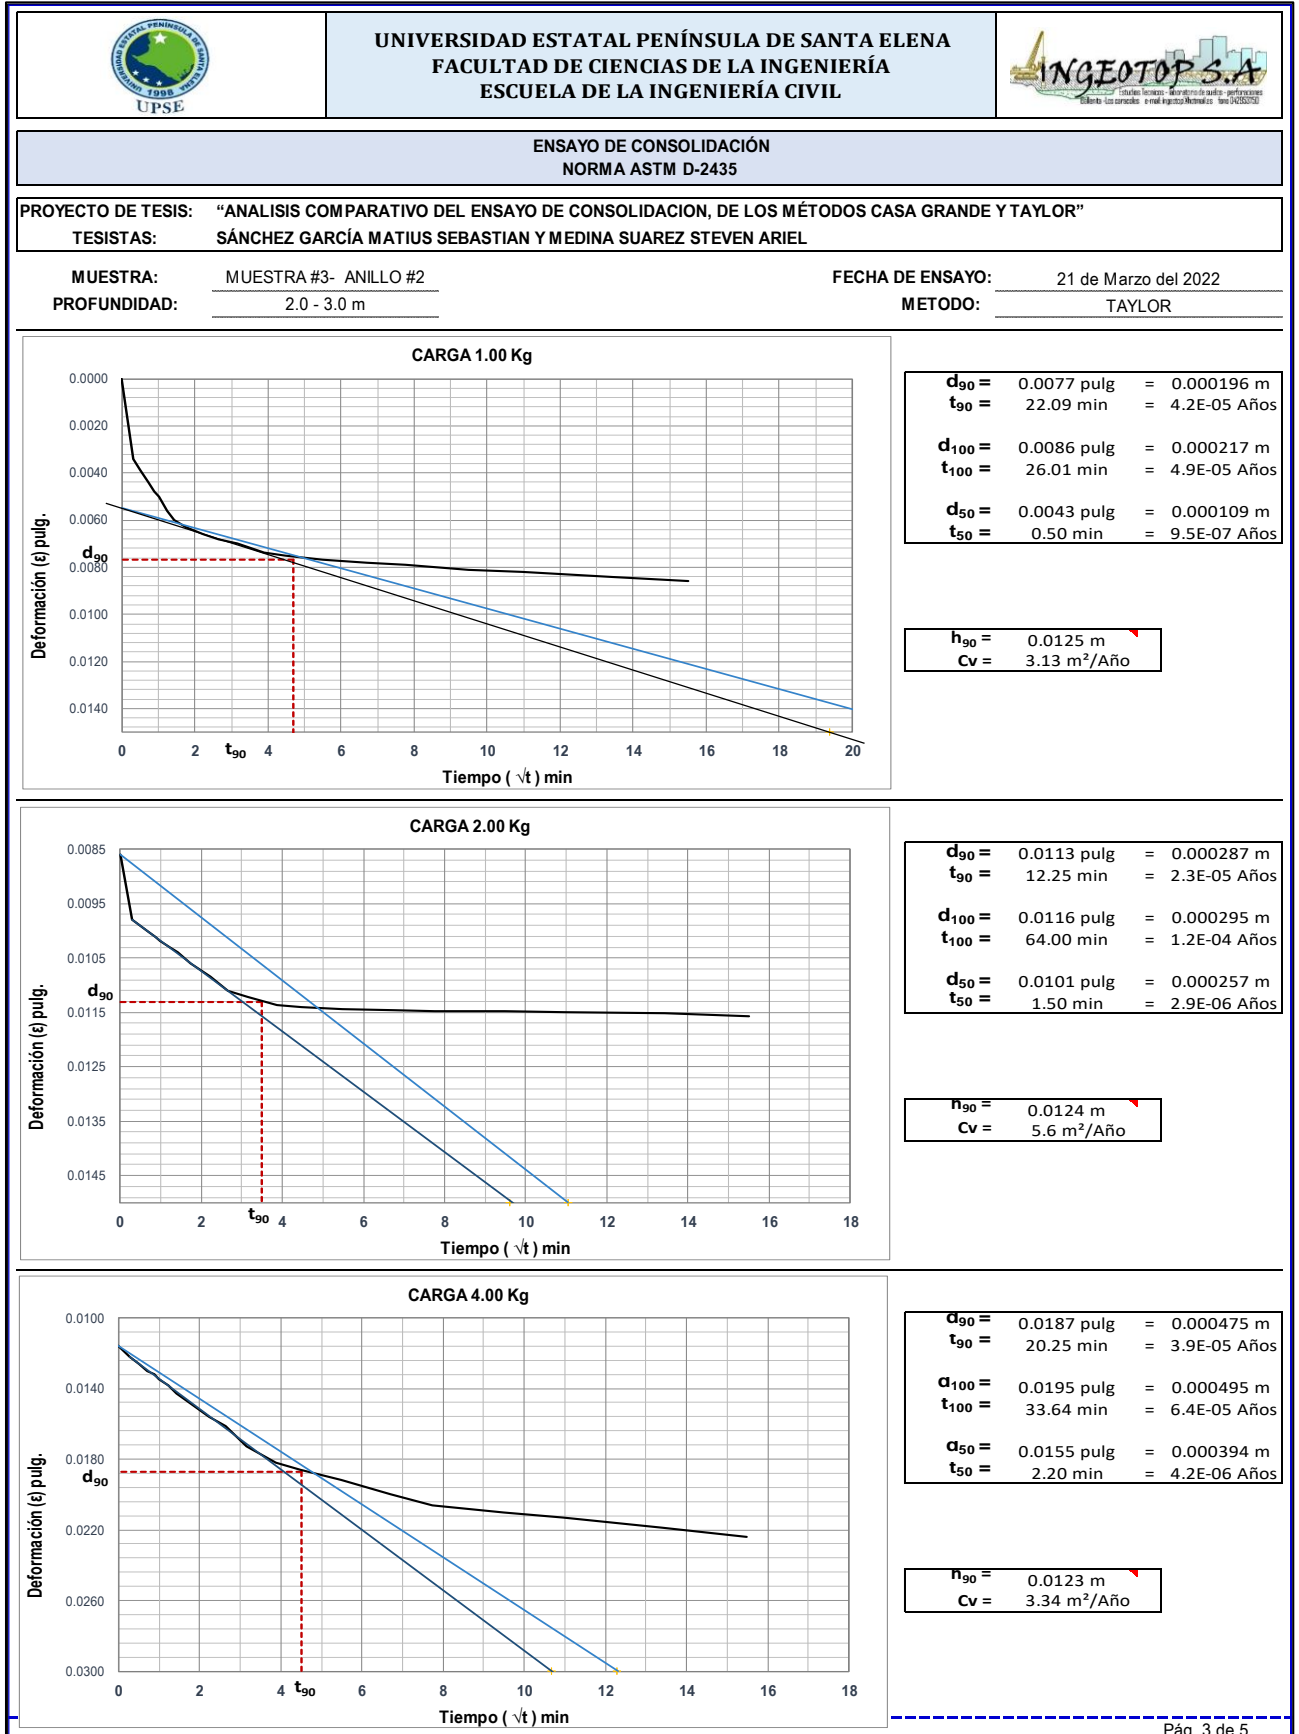 UNIVERSIDAD ESTATAL PENÍNSULA DE SANTA ELENA
FACULTAD DE CIENCIAS DE LA INGENIERÍA
ESCUELA DE LA INGENIERÍA CIVIL
UNIVERSIDAD ESTATAL PENINSULA DE SANTA ELENA
1998
UPSE
INGEOTOP S.A
Estudios Tecnicos - laboratorio de suelos - perforaciones
ENSAYO DE CONSOLIDACIÓN
NORMA ASTM D-2435
PROYECTO DE TESIS: “ANALISIS COMPARATIVO DEL ENSAYO DE CONSOLIDACION, DE LOS MÉTODOS CASA GRANDE Y TAYLOR”
TESISTAS: SÁNCHEZ GARCÍA MATIUS SEBASTIAN Y MEDINA SUAREZ STEVEN ARIEL
MUESTRA: MUESTRA #3- ANILLO #2 FECHA DE ENSAYO: 21 de Marzo del 2022
PROFUNDIDAD: 2.0 - 3.0 m METODO: TAYLOR
CARGA 1.00 Kg
0.0000
0.0020
0.0040
0.0060
d90
0.0080
0.0100
0.0120
0.0140
Deformación (ε) pulg.
0 2 t90 4 6 8 10 12 14 16 18 20
Tiempo ( √t ) min
d90 = 0.0077 pulg = 0.000196 m
t90 = 22.09 min = 4.2E-05 Años
d100 = 0.0086 pulg = 0.000217 m
t100 = 26.01 min = 4.9E-05 Años
d50 = 0.0043 pulg = 0.000109 m
t50 = 0.50 min = 9.5E-07 Años
h90 = 0.0125 m
Cv = 3.13 m²/Año
CARGA 2.00 Kg
0.0085
0.0095
0.0105
d90
0.0115
0.0125
0.0135
0.0145
Deformación (ε) pulg.
0 2 t90 4 6 8 10 12 14 16 18
Tiempo ( √t ) min
d90 = 0.0113 pulg = 0.000287 m
t90 = 12.25 min = 2.3E-05 Años
d100 = 0.0116 pulg = 0.000295 m
t100 = 64.00 min = 1.2E-04 Años
d50 = 0.0101 pulg = 0.000257 m
t50 = 1.50 min = 2.9E-06 Años
h90 = 0.0124 m
Cv = 5.6 m²/Año
CARGA 4.00 Kg
0.0100
0.0140
0.0180
d90
0.0220
0.0260
0.0300
Deformación (ε) pulg.
0 2 4 t90 6 8 10 12 14 16 18
Tiempo ( √t ) min
d90 = 0.0187 pulg = 0.000475 m
t90 = 20.25 min = 3.9E-05 Años
d100 = 0.0195 pulg = 0.000495 m
t100 = 33.64 min = 6.4E-05 Años
d50 = 0.0155 pulg = 0.000394 m
t50 = 2.20 min = 4.2E-06 Años
h90 = 0.0123 m
Cv = 3.34 m²/Año
Pág. 3 de 5